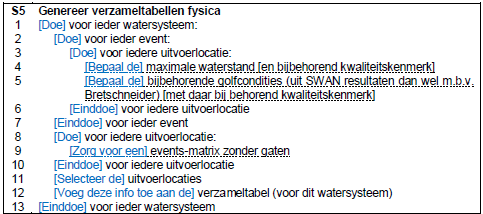 S5 Genereer verzameltabellen fysica
1 [Doe] voor ieder watersysteem:
2 [Doe] voor ieder event:
3 [Doe] voor iedere uitvoerlocatie:
4 [Bepaal de] maximale waterstand [en bijbehorend kwaliteitskenmerk]
5 [Bepaal de] bijbehorende golfcondities (uit SWAN resultaten dan wel m.b.v.
Bretschneider) [met daar bij behorend kwaliteitskenmerk]
6 [Einddoe] voor iedere uitvoerlocatie
7 [Einddoe] voor ieder event
8 [Doe] voor iedere uitvoerlocatie:
9 [Zorg voor een] events-matrix zonder gaten
10 [Einddoe] voor iedere uitvoerlocatie
11 [Selecteer de] uitvoerlocaties
12 [Voeg deze info toe aan de] verzameltabel (voor dit watersysteem)
13 [Einddoe] voor ieder watersysteem